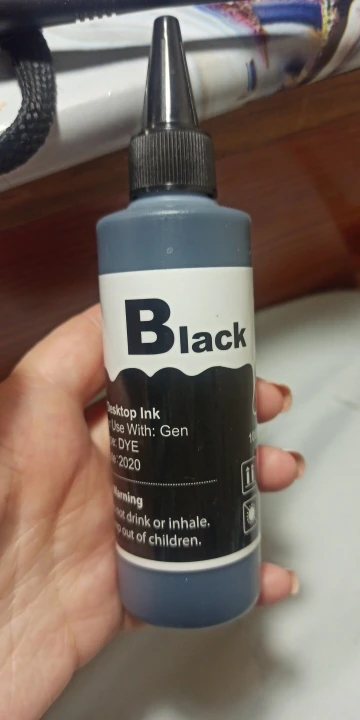 Black
Desktop Ink
Use With: Gen
DYE
2020
Warning
not drink or inhale.
out of children.